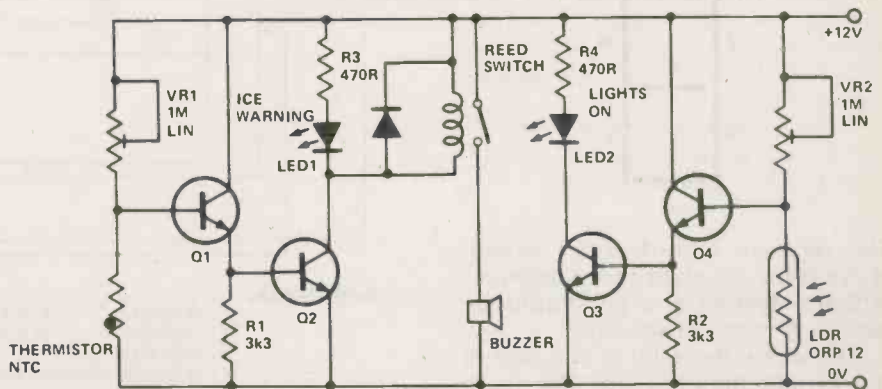 +12V
REED
SWITCH
R3
470R
R4
470R
VR1
1M
LIN
ICE
WARNING
LIGHTS
ON
VR2
1M
LIN
LED1
LED2
Q1
Q2
Q3
Q4
R1
3k3
R2
3k3
BUZZER
THERMISTOR
NTC
LDR
ORP 12
0V